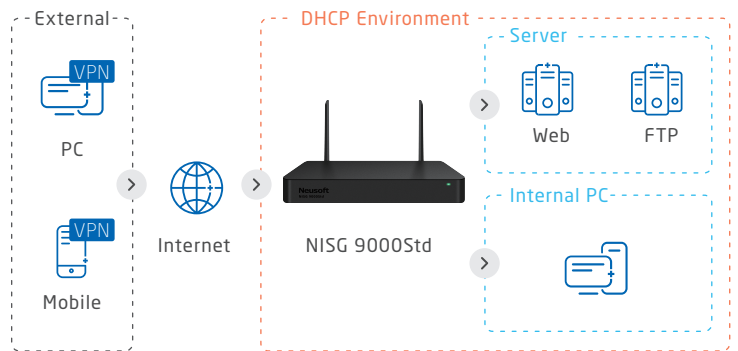 External
VPN
PC
VPN
Mobile
Internet
DHCP Environment
Neusoft
NISG 9000Std
Server
Web
FTP
Internal PC